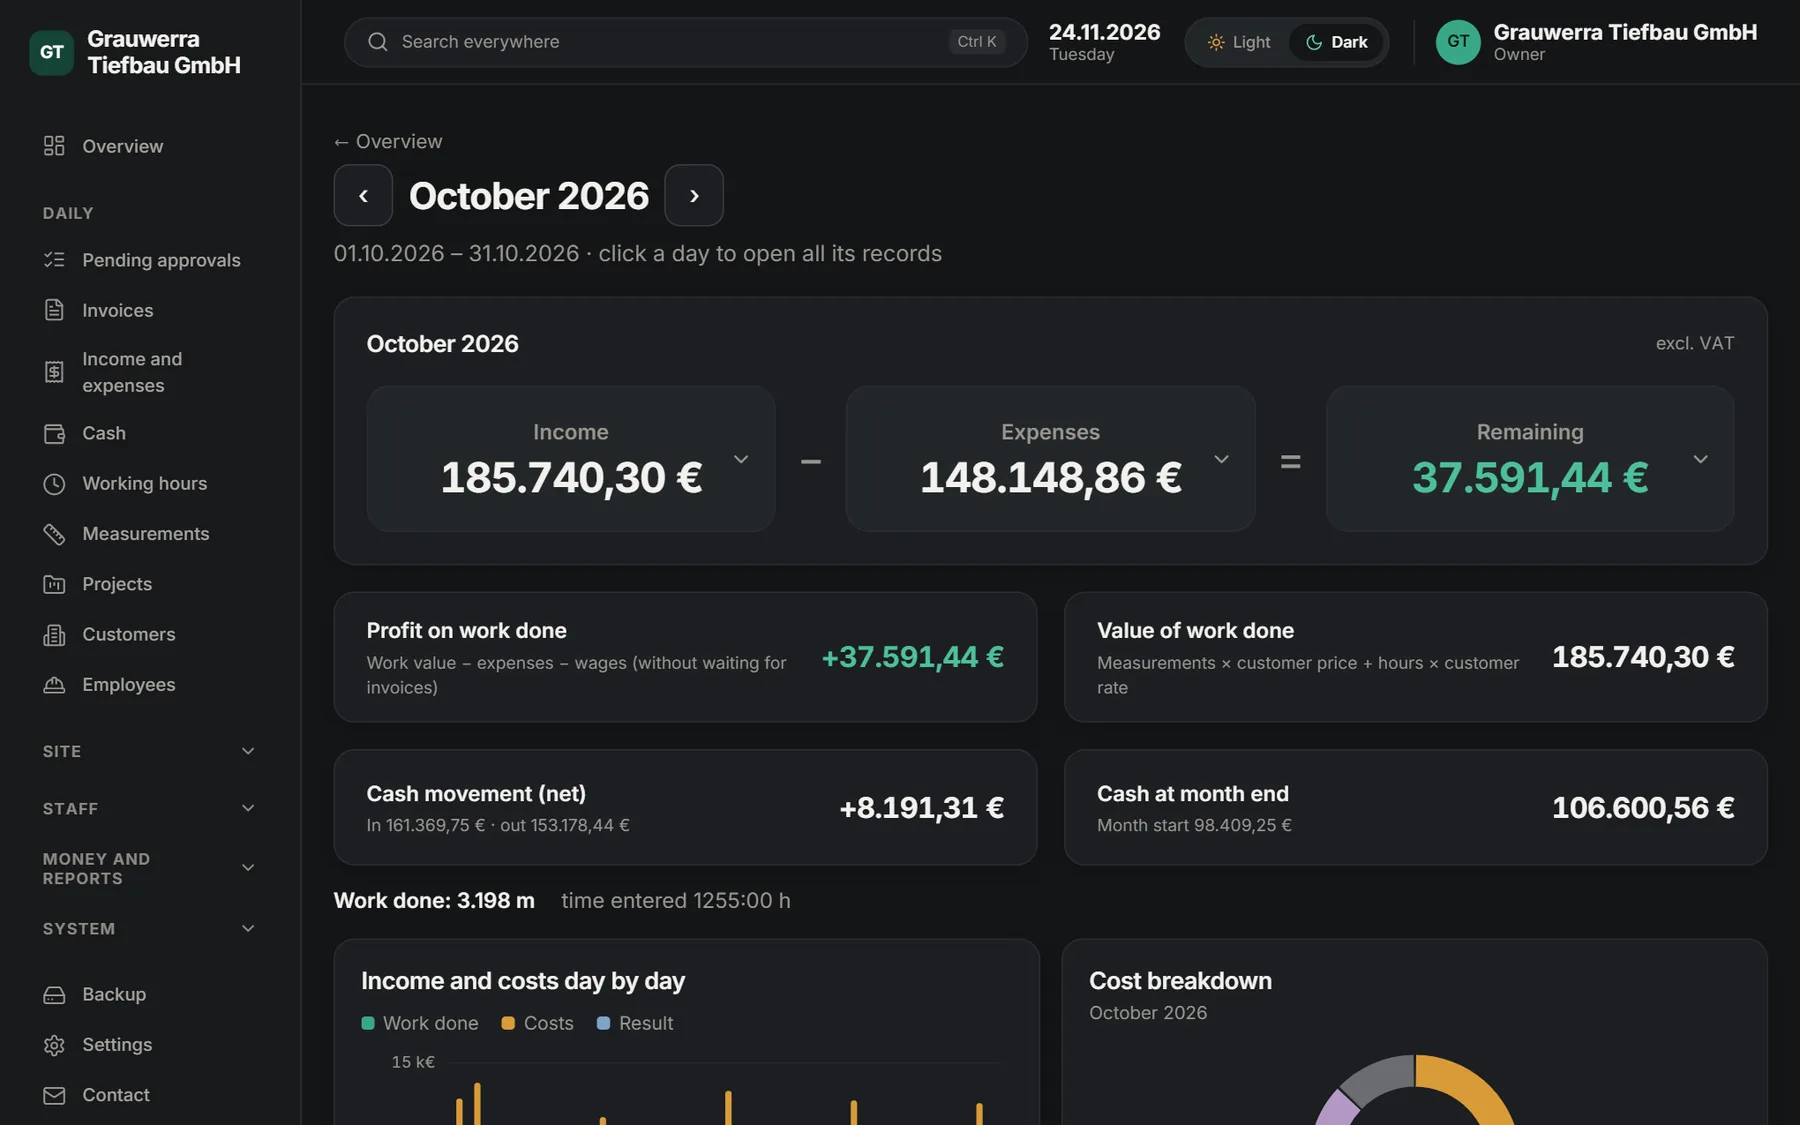 GT
Grauwerra
Tiefbau GmbH
Overview
DAILY
Pending approvals
Invoices
Income and
expenses
Cash
Working hours
Measurements
Projects
Customers
Employees
SITE
STAFF
MONEY AND
REPORTS
SYSTEM
Backup
Settings
Contact
Search everywhere
Ctrl K
24.11.2026
Tuesday
Light
Dark
GT
Grauwerra Tiefbau GmbH
Owner
← Overview
‹ October 2026 ›
01.10.2026 – 31.10.2026 · click a day to open all its records
October 2026
excl. VAT
Income
185.740,30 €
–
Expenses
148.148,86 €
=
Remaining
37.591,44 €
Profit on work done
Work value – expenses – wages (without waiting for
invoices)
+37.591,44 €
Value of work done
Measurements × customer price + hours × customer
rate
185.740,30 €
Cash movement (net)
In 161.369,75 € · out 153.178,44 €
+8.191,31 €
Cash at month end
Month start 98.409,25 €
106.600,56 €
Work done: 3.198 m time entered 1255:00 h
Income and costs day by day
Work done Costs Result
15 k€
Cost breakdown
October 2026